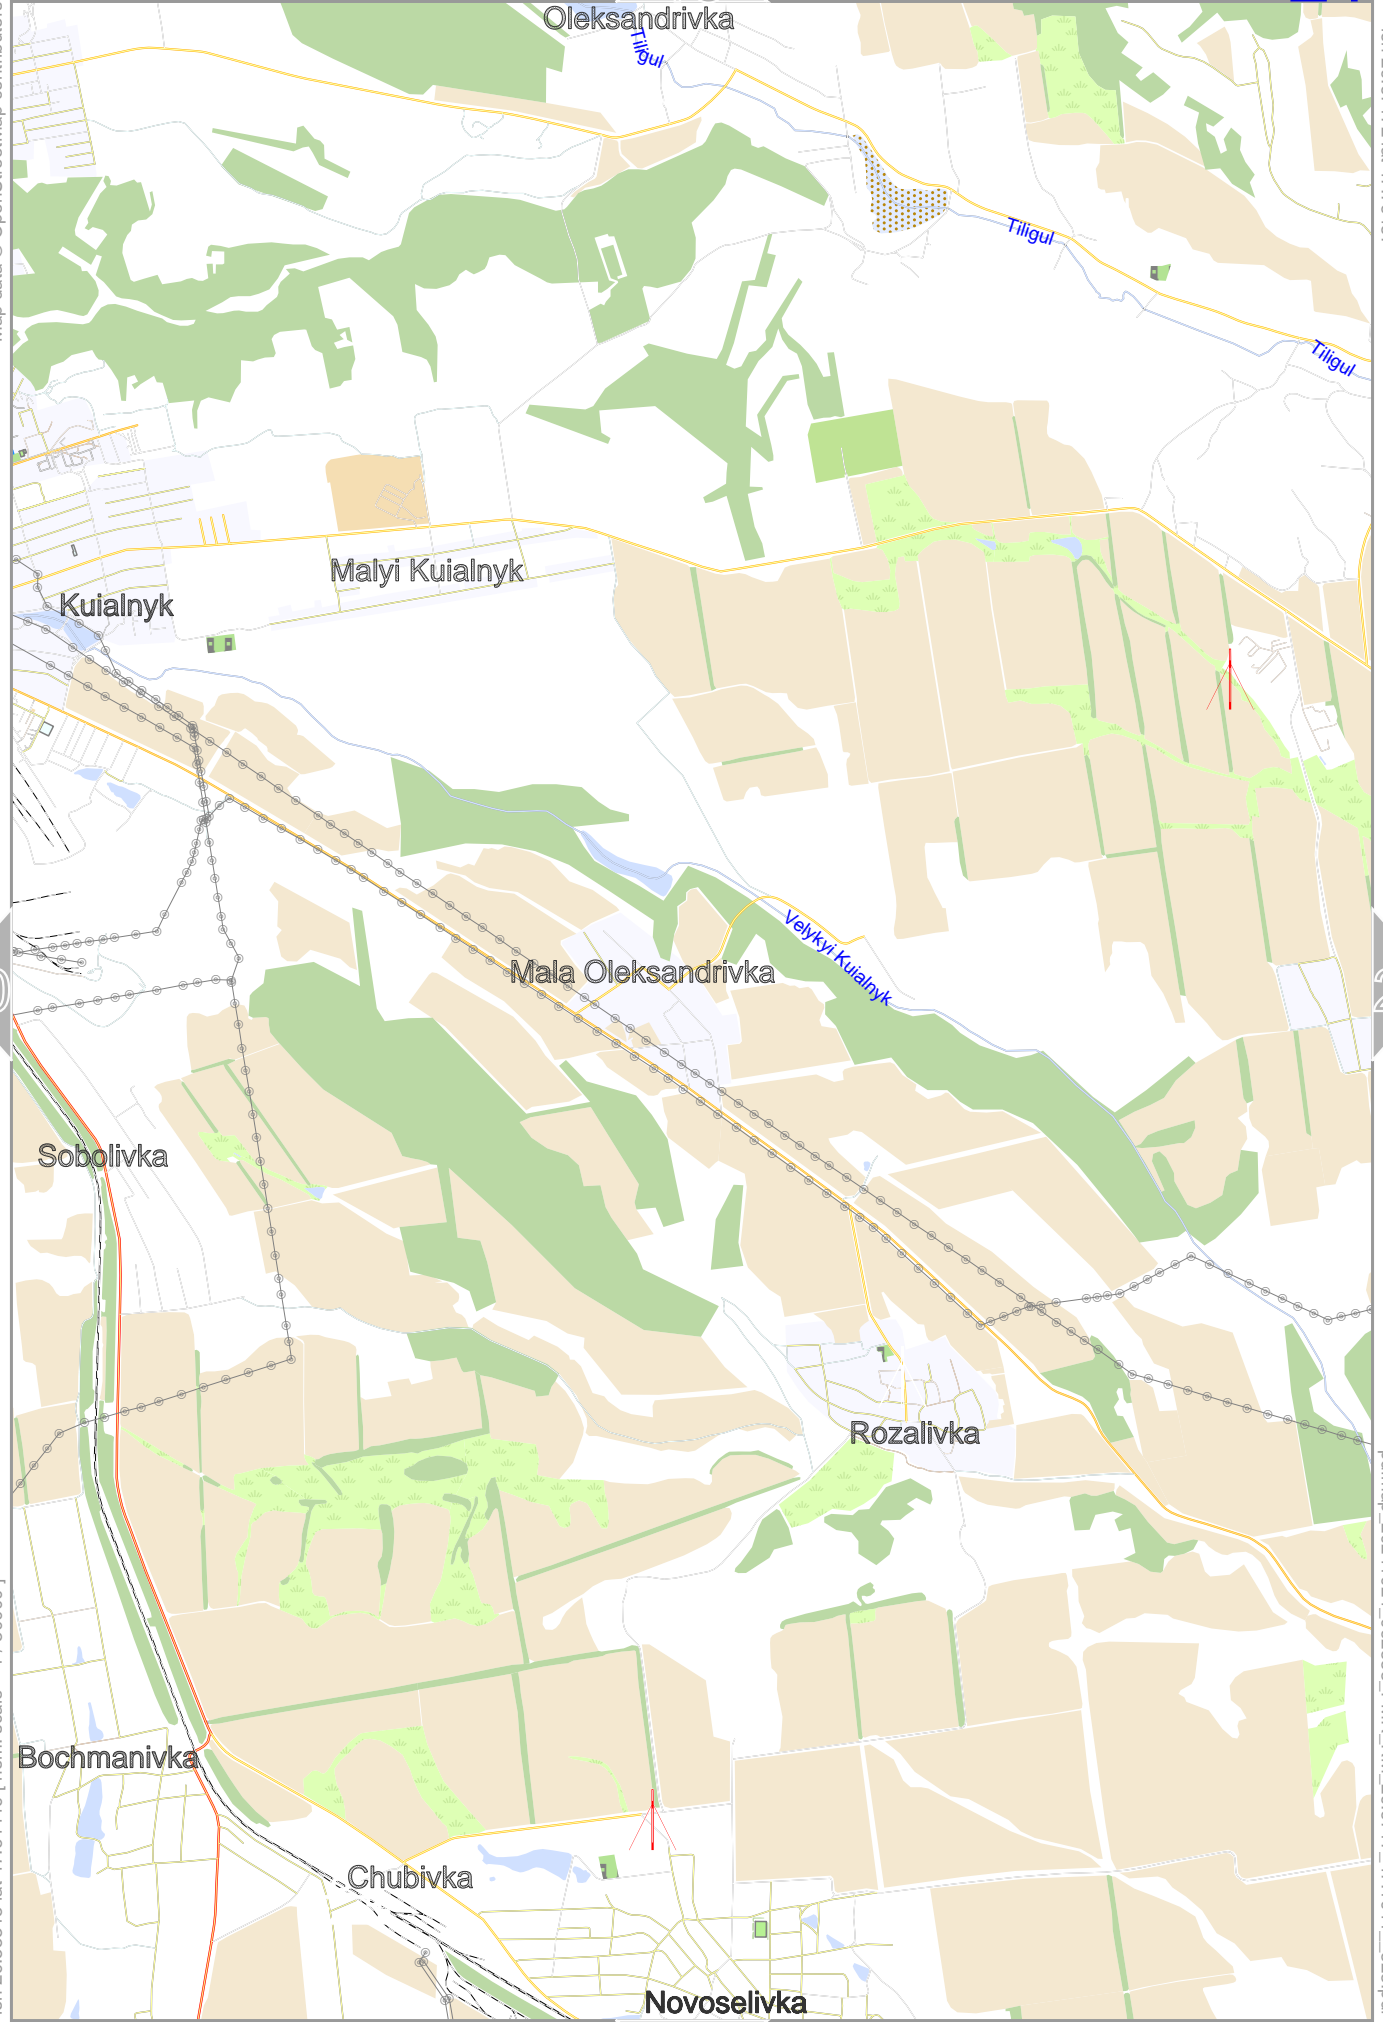 Oleksandrivka
Tiligul
Tiligul
Tiligul
Malyi Kuialnyk
Kuialnyk
Velykyi Kuialnyk
Mala Oleksandrivka
Sobolivka
Rozalivka
Bochmanivka
Chubivka
Novoselivka